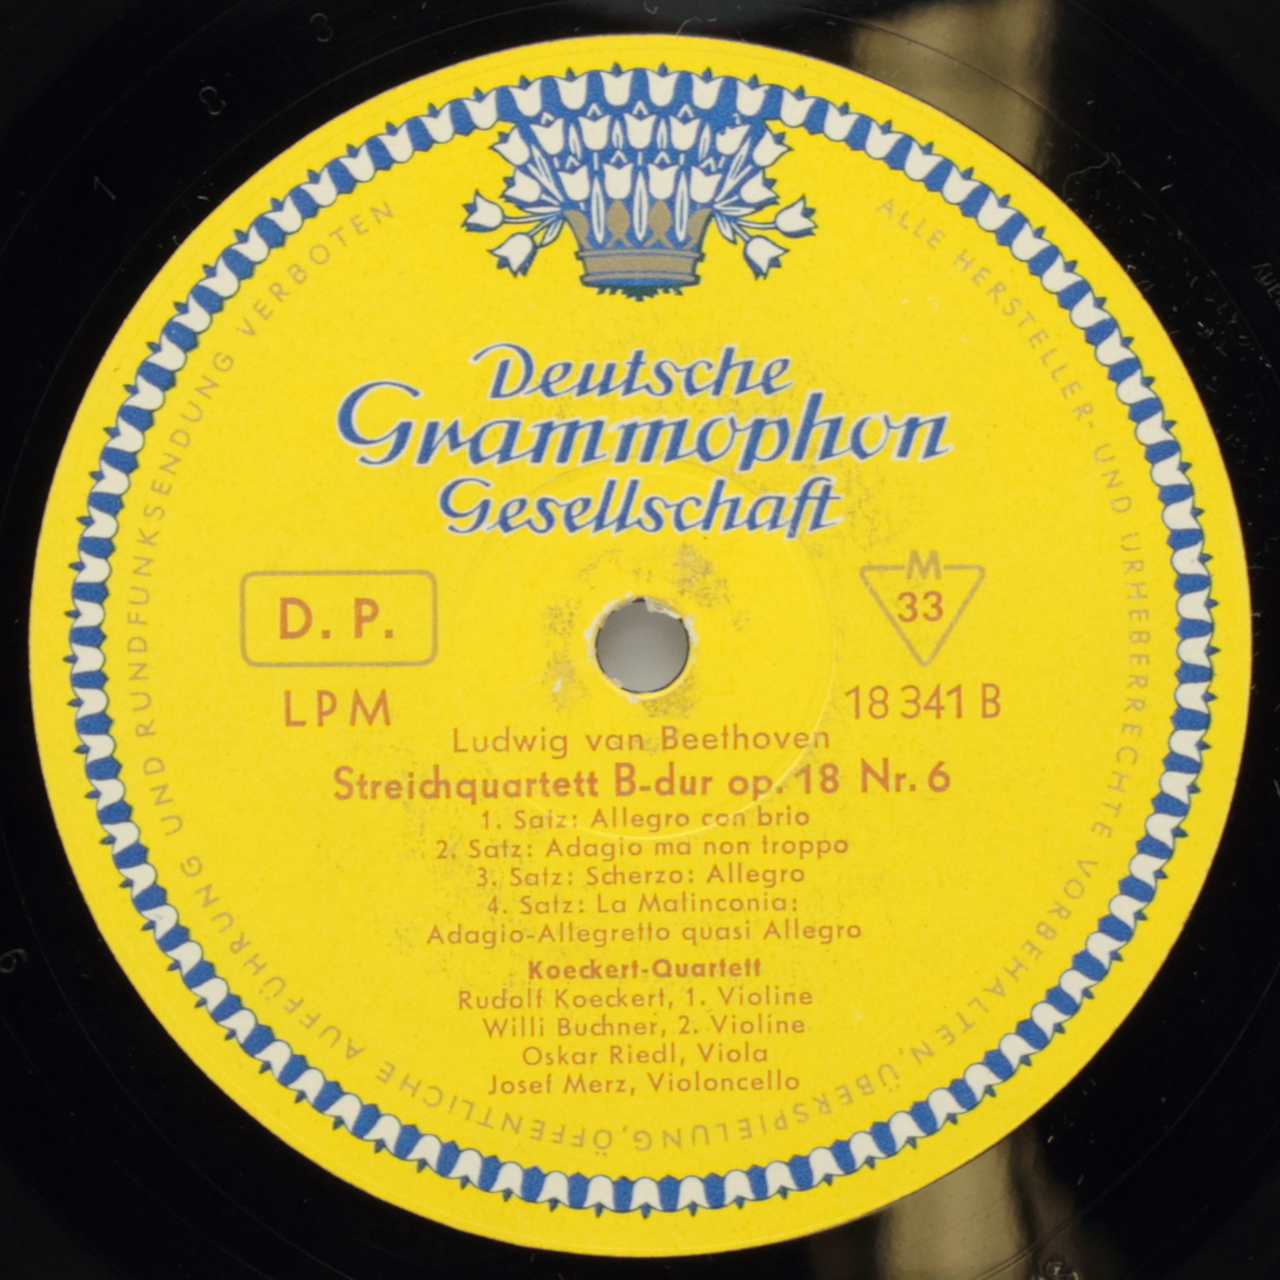 Deutsche
Grammophon
Gesellschaft
D. P.
LPM
M
33
18 341 B
Ludwig van Beethoven
Streichquartett B-dur op. 18 Nr. 6
1. Satz: Allegro con brio
2. Satz: Adagio ma non troppo
3. Satz: Scherzo: Allegro
4. Satz: La Malinconia:
Adagio-Allegretto quasi Allegro
Koeckert-Quartett
Rudolf Koeckert, 1. Violine
Willi Buchner, 2. Violine
Oskar Riedl, Viola
Josef Merz, Violoncello
ALLE HERSTELLER- UND URHEBERRECHTE VORBEHALTEN, ÜBERSPIELUNG, ÖFFENTLICHE AUFFÜHRUNG UND RUNDFUNKSENDUNG VERBOTEN